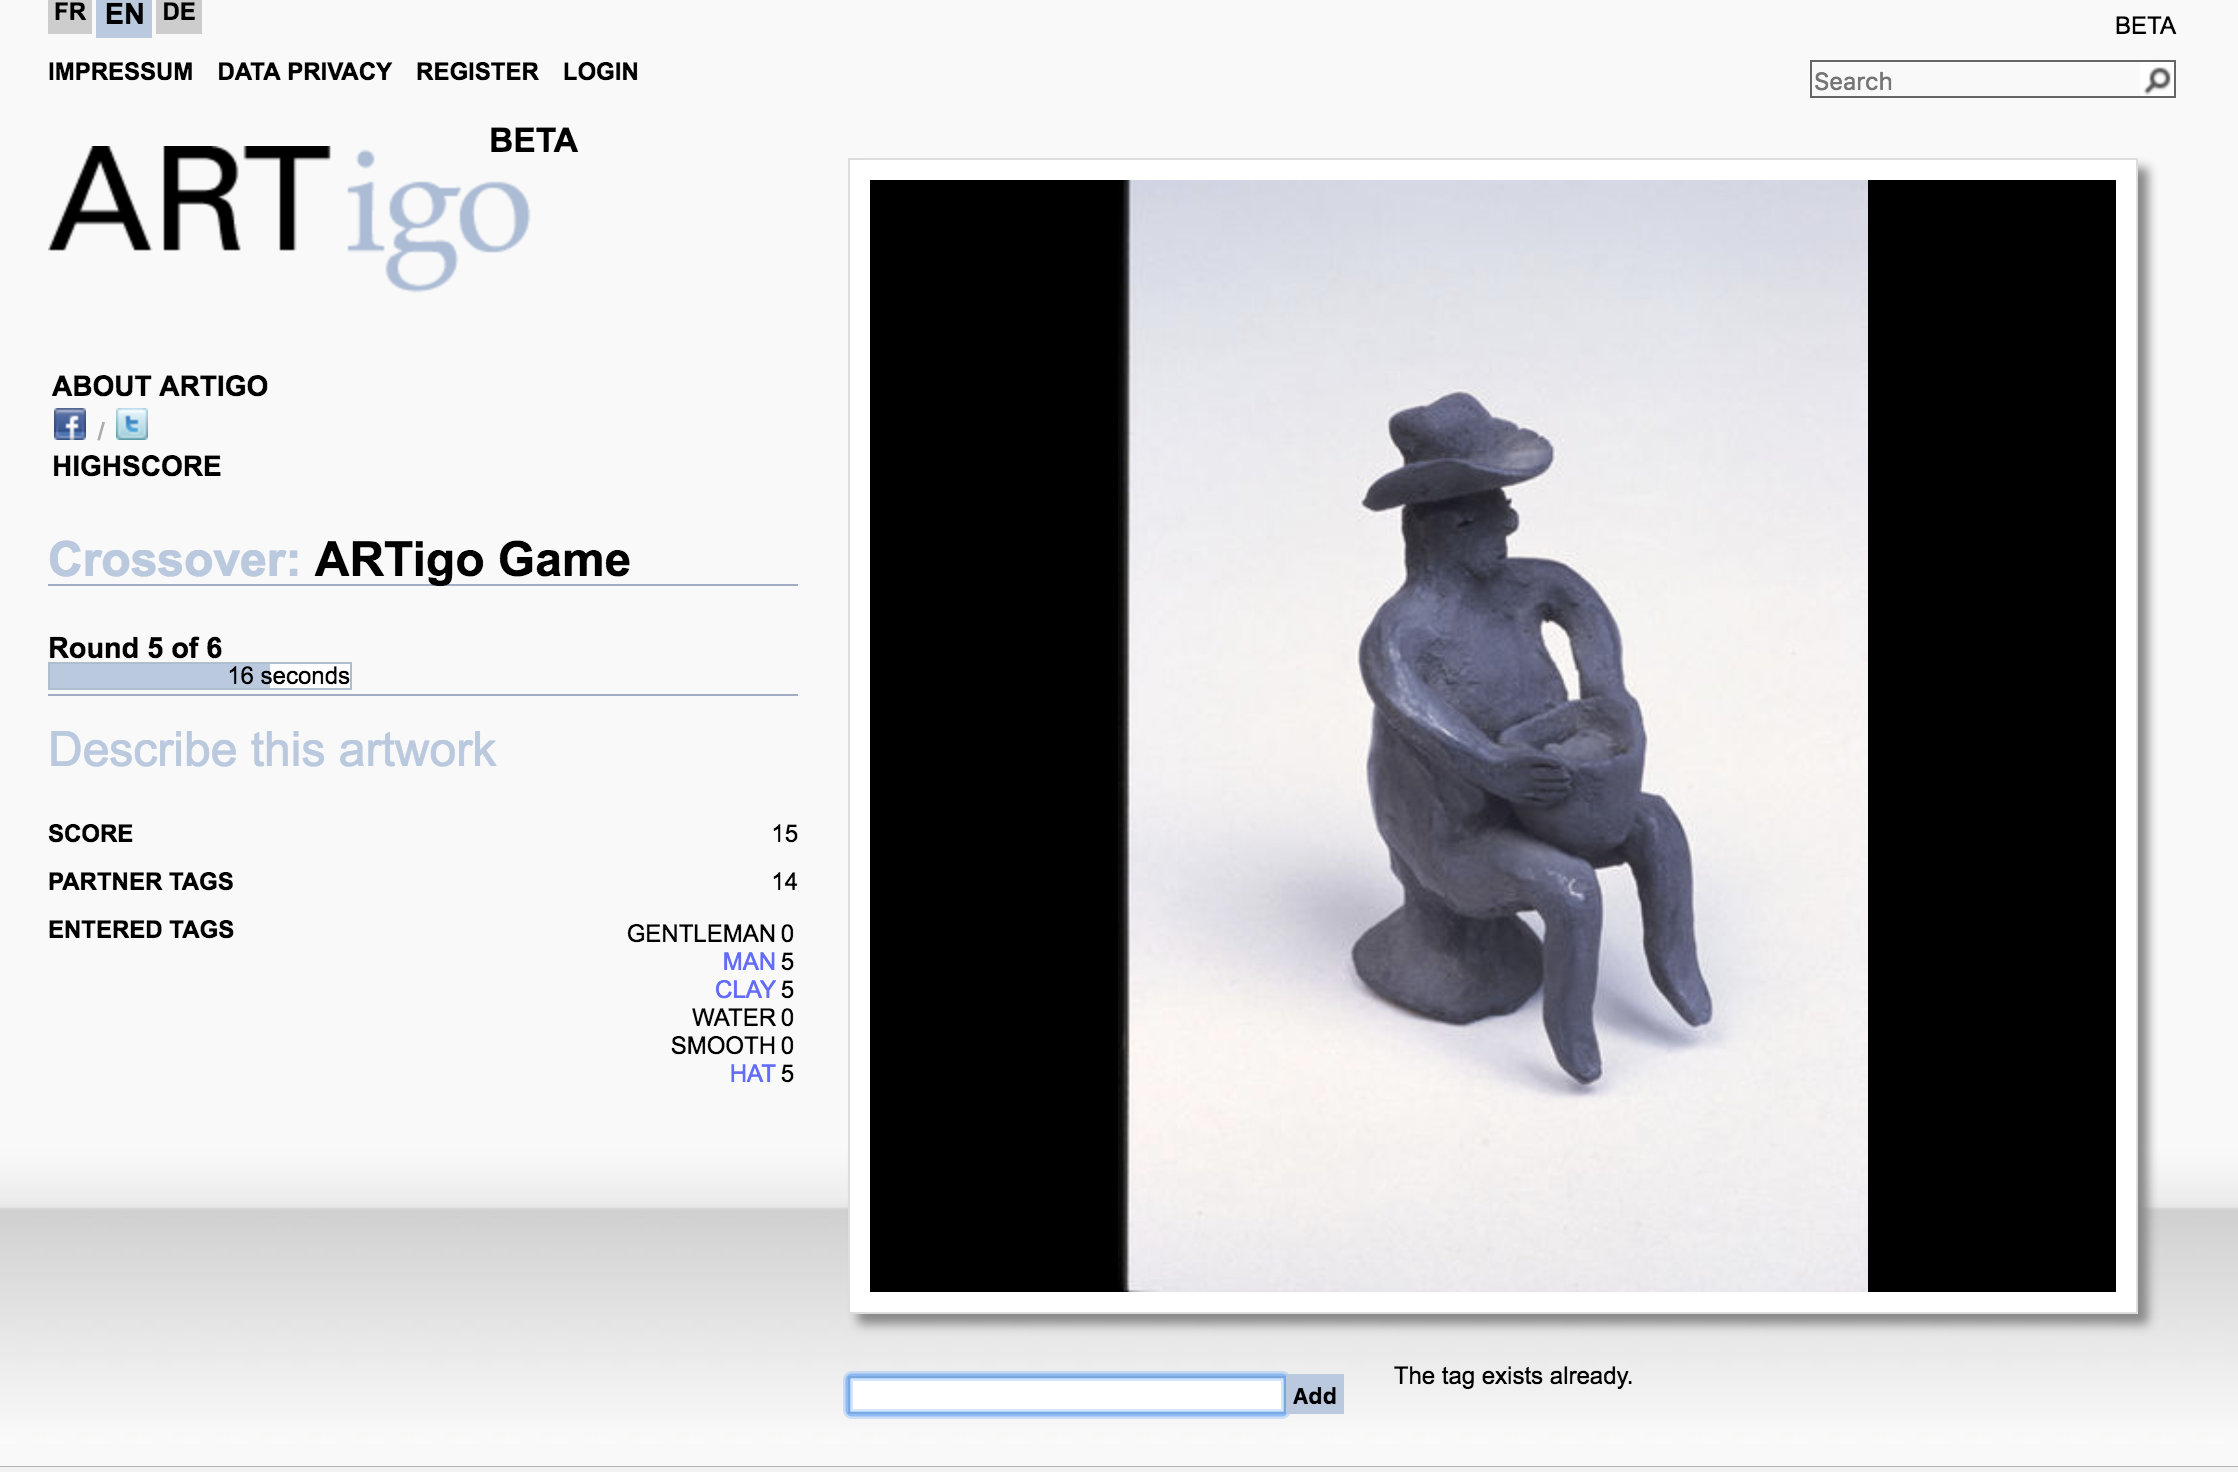 FR EN DE
BETA
IMPRESSUM DATA PRIVACY REGISTER LOGIN
Search
BETA
ARTigo
ABOUT ARTIGO
f / t
HIGHSCORE
Crossover: ARTigo Game
Round 5 of 6
16 seconds
Describe this artwork
SCORE 15
PARTNER TAGS 14
ENTERED TAGS
GENTLEMAN 0
MAN 5
CLAY 5
WATER 0
SMOOTH 0
HAT 5
The tag exists already.
Add